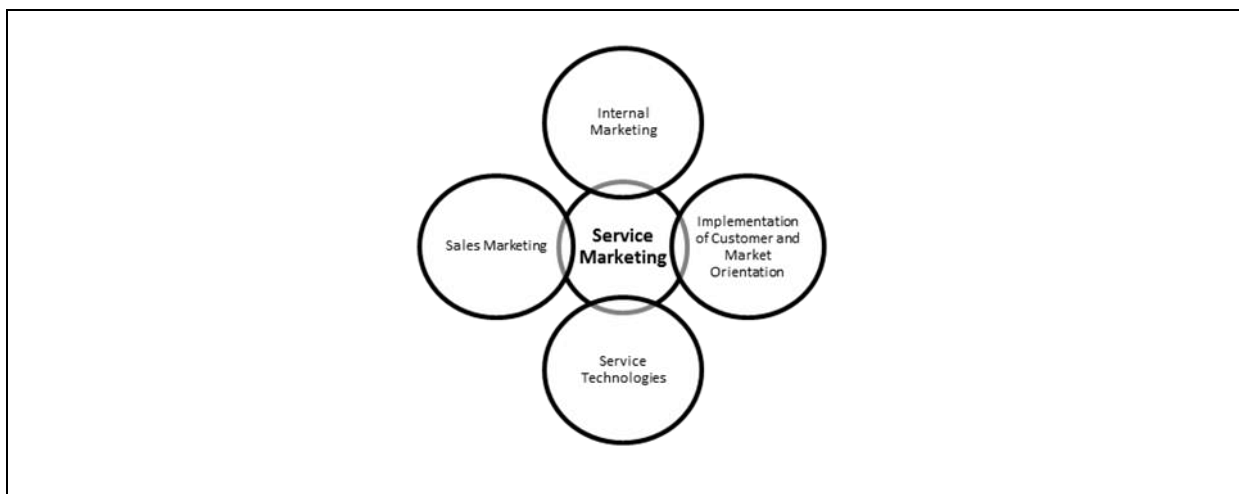 Internal
Marketing
Sales Marketing
Service
Marketing
Implementation
of Customer and
Market
Orientation
Service
Technologies